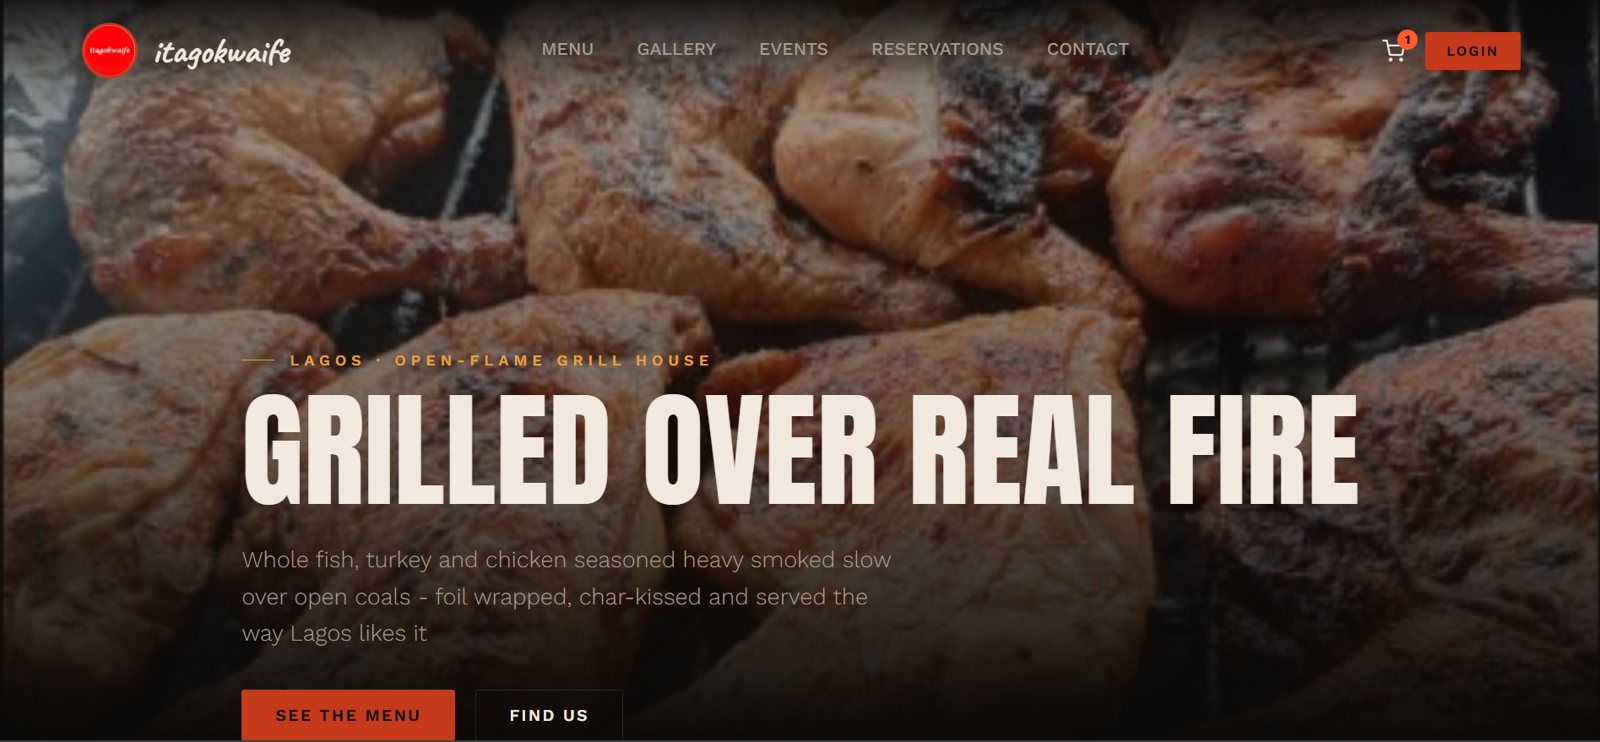 itagokwaife
itagokwaife
MENU
GALLERY
EVENTS
RESERVATIONS
CONTACT
1
LOGIN
LAGOS · OPEN-FLAME GRILL HOUSE
GRILLED OVER REAL FIRE
Whole fish, turkey and chicken seasoned heavy smoked slow
over open coals - foil wrapped, char-kissed and served the
way Lagos likes it
SEE THE MENU
FIND US